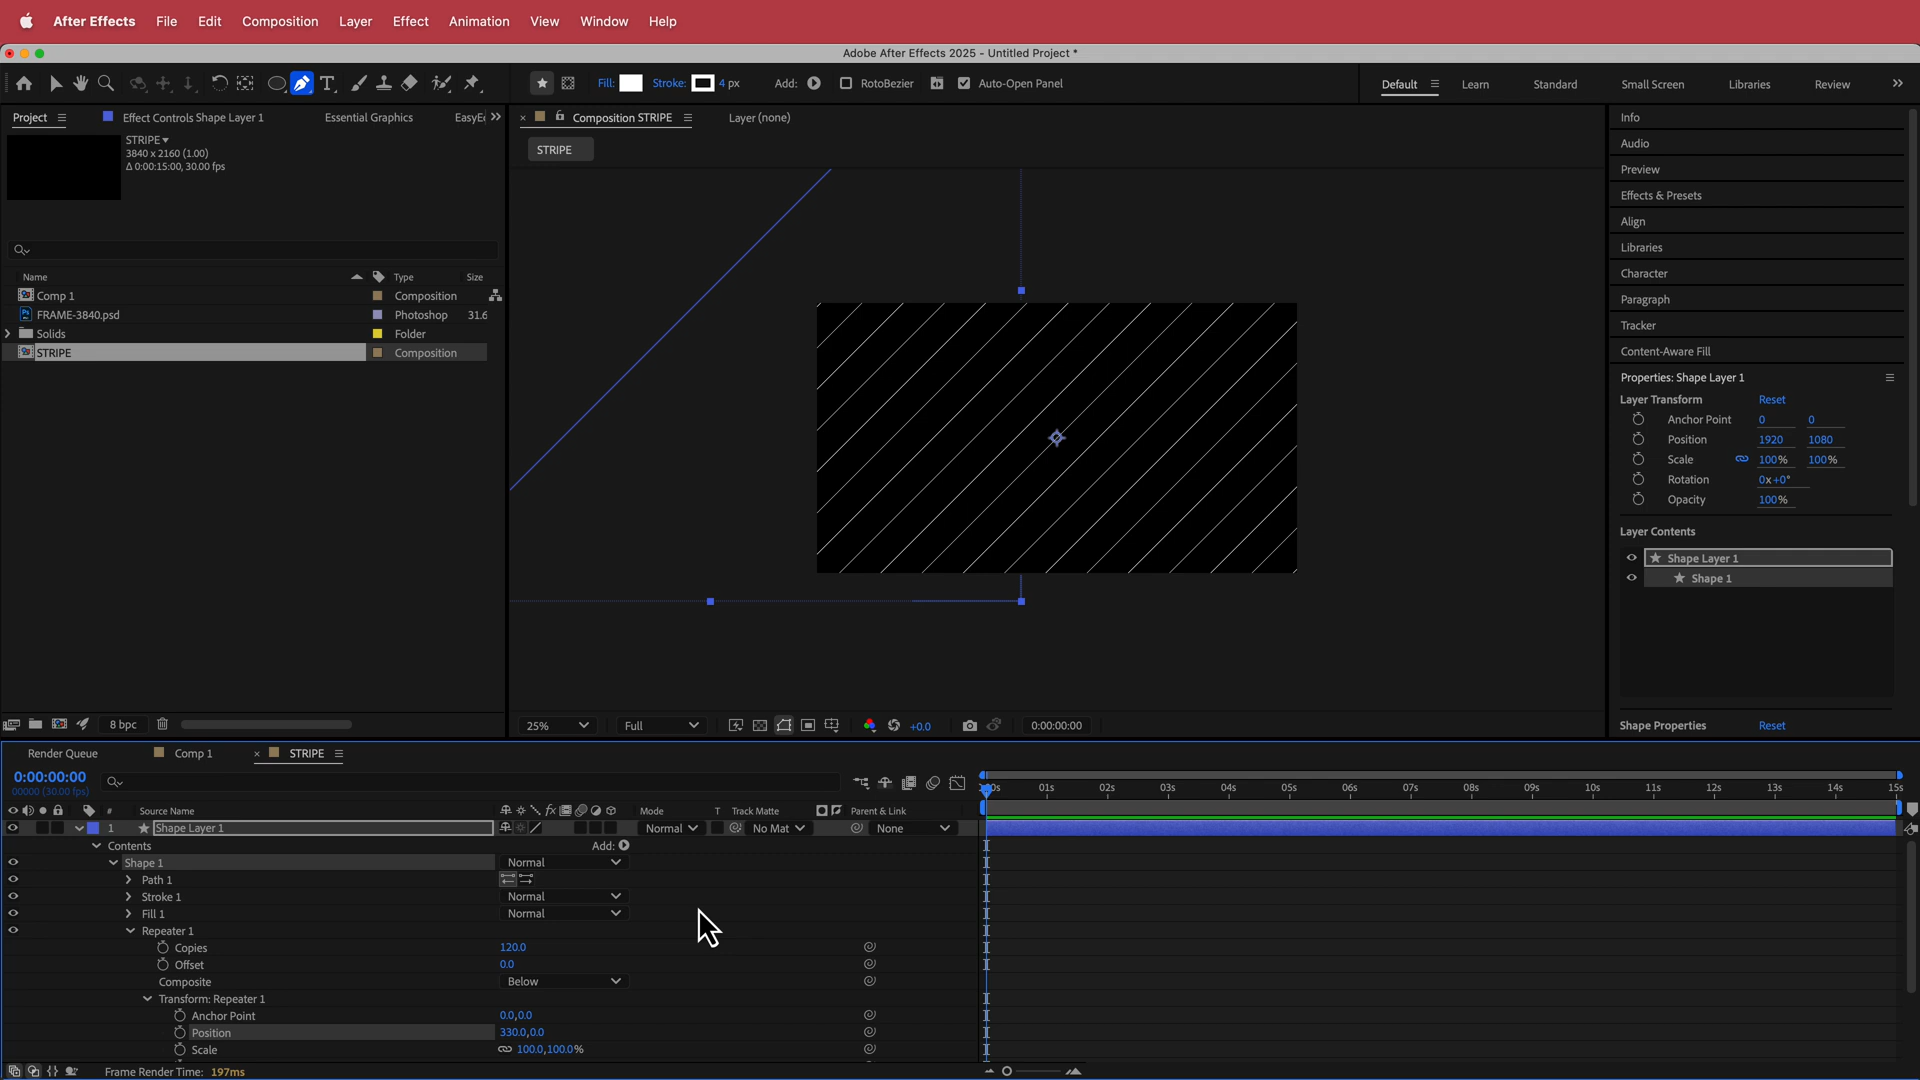 After Effects File Edit Composition Layer Effect Animation View Window Help
Adobe After Effects 2025 - Untitled Project *
Fill: Stroke: 4 px Add: RotoBezier Auto-Open Panel Default Learn Standard Small Screen Libraries Review
Project Effect Controls Shape Layer 1 Essential Graphics
STRIPE
3840 x 2160 (1.00)
Δ 0:00:15:00, 30.00 fps
Name Type Size
Comp 1 Composition
FRAME-3840.psd Photoshop 31.6
Solids Folder
STRIPE Composition
8 bpc
Composition STRIPE Layer (none)
STRIPE
25% Full +0.0 0:00:00:00
Info
Audio
Preview
Effects & Presets
Align
Libraries
Character
Paragraph
Tracker
Content-Aware Fill
Properties: Shape Layer 1
Layer Transform Reset
Anchor Point 0 0
Position 1920 1080
Scale 100% 100%
Rotation 0x+0°
Opacity 100%
Layer Contents
Shape Layer 1
Shape 1
Shape Properties Reset
Render Queue Comp 1 STRIPE
0:00:00:00
00000 (30.00 fps)
01s 02s 03s 04s 05s 06s 07s 08s 09s 10s 11s 12s 13s 14s 15s
# Source Name Mode T Track Matte Parent & Link
1 Shape Layer 1 Normal No Mat None
Contents Add:
Shape 1 Normal
Path 1
Stroke 1 Normal
Fill 1 Normal
Repeater 1
Copies 120.0
Offset 0.0
Composite Below
Transform: Repeater 1
Anchor Point 0.0,0.0
Position 330.0,0.0
Scale 100.0,100.0%
Frame Render Time: 197ms